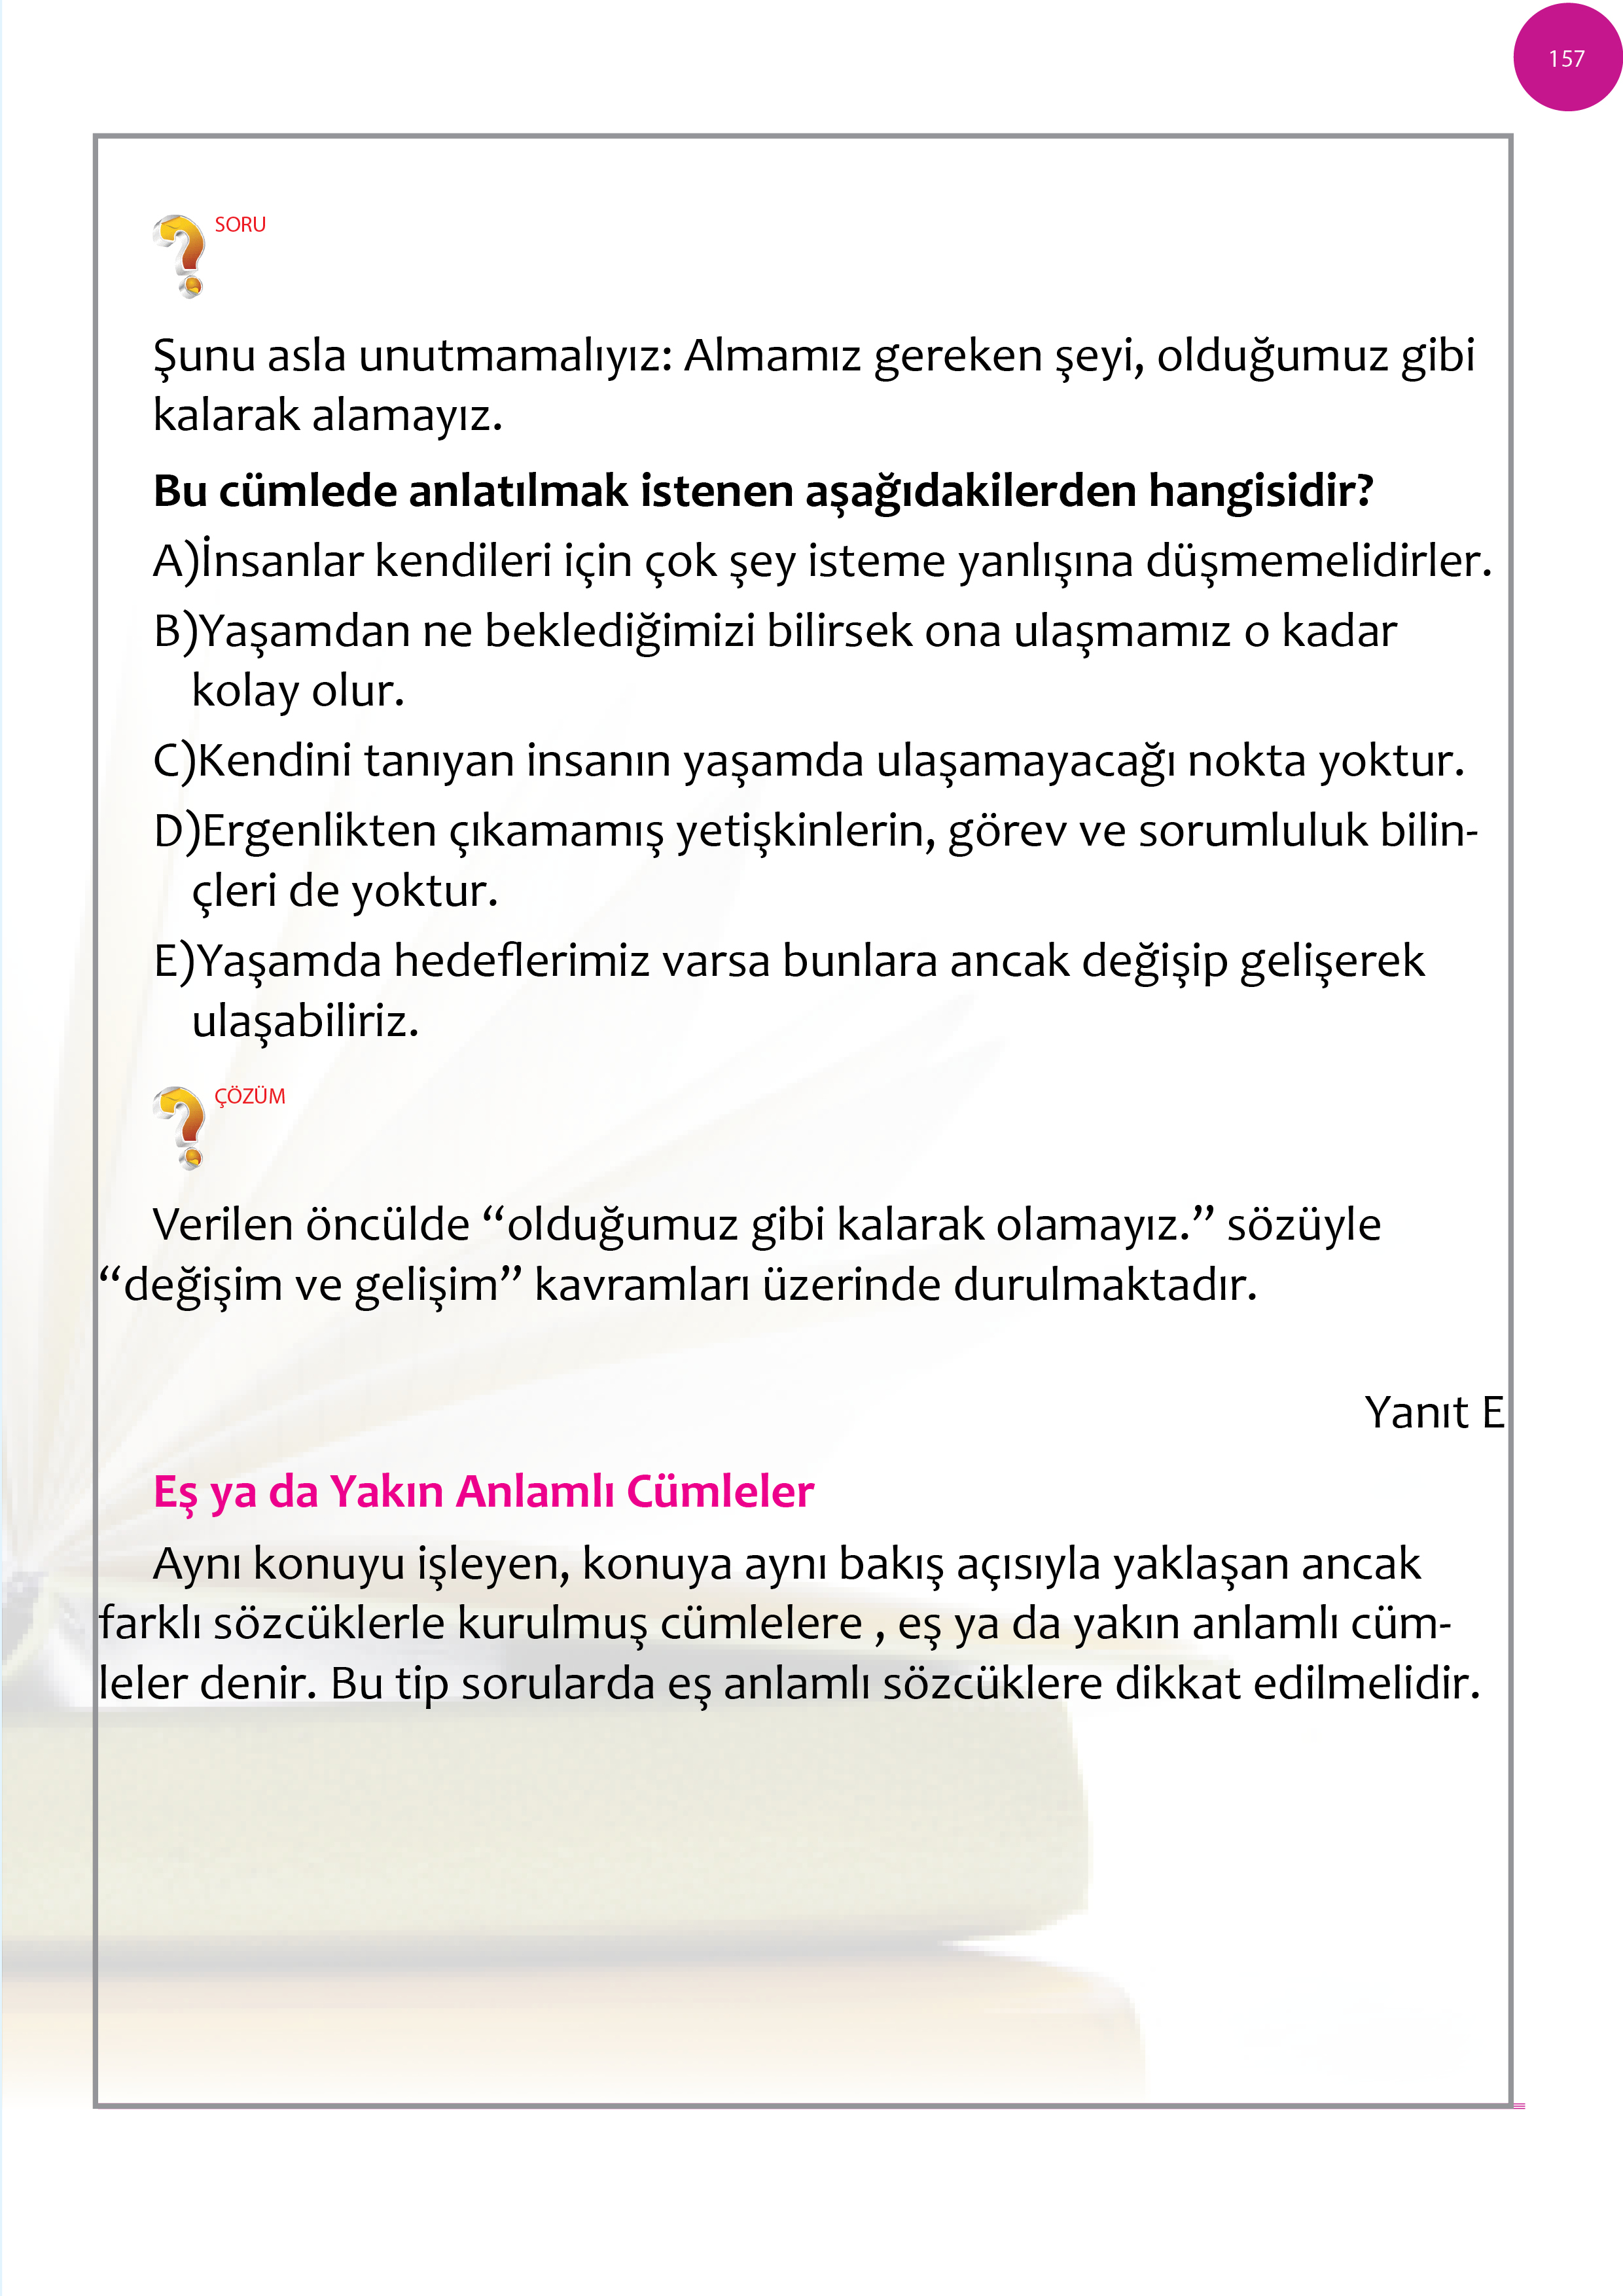 157
SORU
Şunu asla unutmamalıyız: Almamız gereken şeyi, olduğumuz gibi
kalarak alamayız.
Bu cümlede anlatılmak istenen aşağıdakilerden hangisidir?
A)İnsanlar kendileri için çok şey isteme yanlışına düşmemelidirler.
B)Yaşamdan ne beklediğimizi bilirsek ona ulaşmamız o kadar
kolay olur.
C)Kendini tanıyan insanın yaşamda ulaşamayacağı nokta yoktur.
D)Ergenlikten çıkamamış yetişkinlerin, görev ve sorumluluk bilin-
çleri de yoktur.
E)Yaşamda hedeflerimiz varsa bunlara ancak değişip gelişerek
ulaşabiliriz.
ÇÖZÜM
Verilen öncülde “olduğumuz gibi kalarak olamayız.” sözüyle
“değişim ve gelişim” kavramları üzerinde durulmaktadır.
Yanıt E
Eş ya da Yakın Anlamlı Cümleler
Aynı konuyu işleyen, konuya aynı bakış açısıyla yaklaşan ancak
farklı sözcüklerle kurulmuş cümlelere , eş ya da yakın anlamlı cüm-
leler denir. Bu tip sorularda eş anlamlı sözcüklere dikkat edilmelidir.